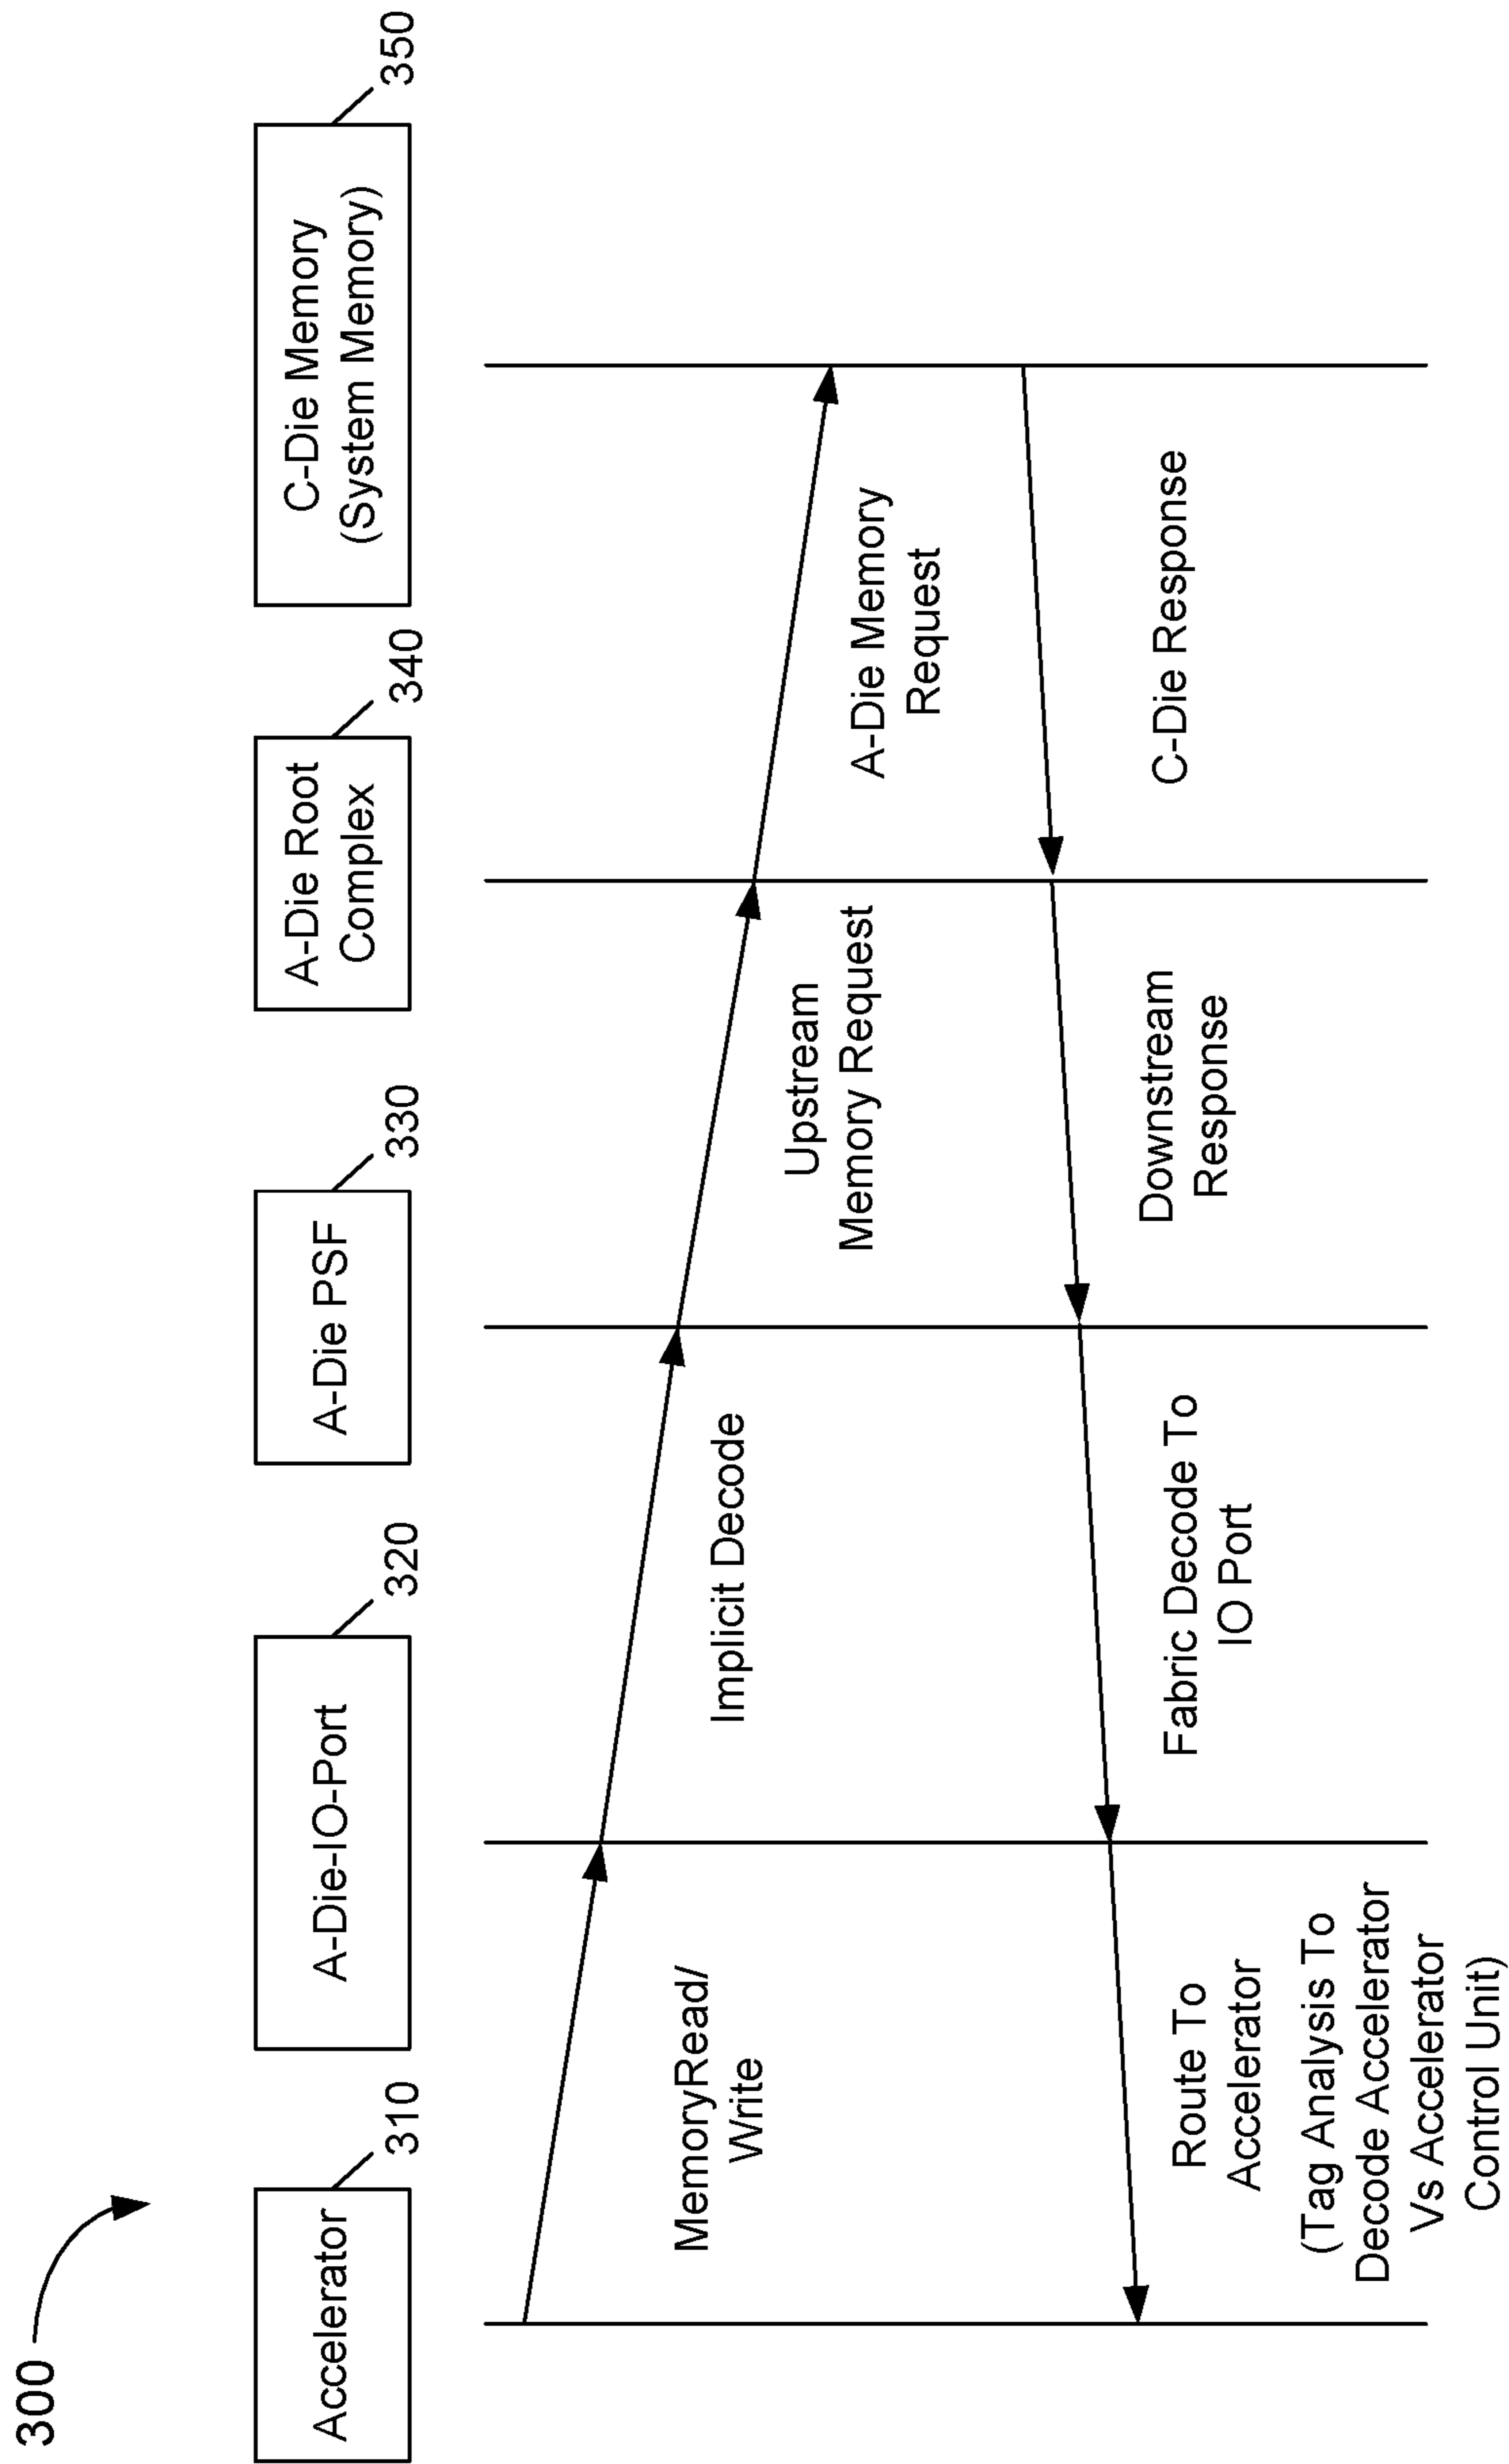 300
Accelerator
310
A-Die-IO-Port
320
A-Die PSF
330
A-Die Root
Complex
340
C-Die Memory
(System Memory)
350
MemoryRead/
Write
Implicit Decode
Upstream
Memory Request
A-Die Memory
Request
C-Die Response
Downstream
Response
Fabric Decode To
IO Port
Route To
Accelerator
(Tag Analysis To
Decode Accelerator
Vs Accelerator
Control Unit)